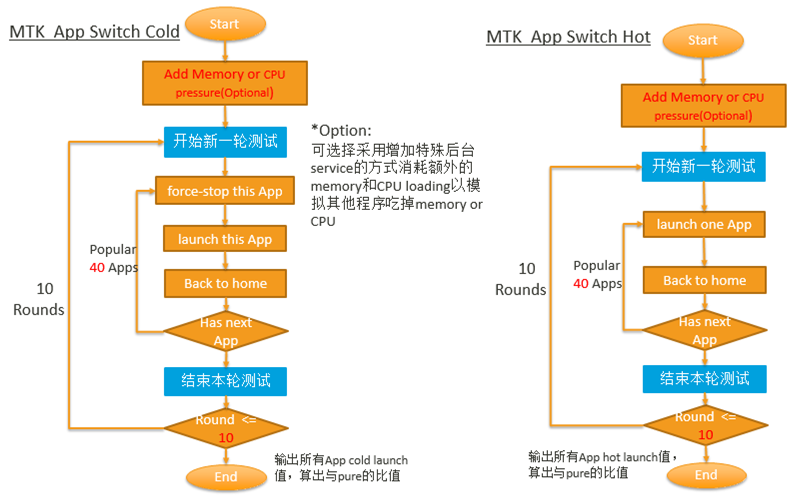 MTK App Switch Cold
Start
Add Memory or CPU
pressure(Optional)
开始新一轮测试
force-stop this App
launch this App
Popular
40 Apps
Back to home
10
Rounds
Has next
App
结束本轮测试
Round <=
10
End
输出所有App cold launch
值，算出与pure的比值
*Option:
可选择采用增加特殊后台
service的方式消耗额外的
memory和CPU loading以模
拟其他程序吃掉memory or
CPU
MTK App Switch Hot
Start
Add Memory or CPU
pressure(Optional)
开始新一轮测试
launch one App
Popular
40 Apps
Back to home
10
Rounds
Has next
App
结束本轮测试
Round <=
10
End
输出所有App hot launch值，
算出与pure的比值